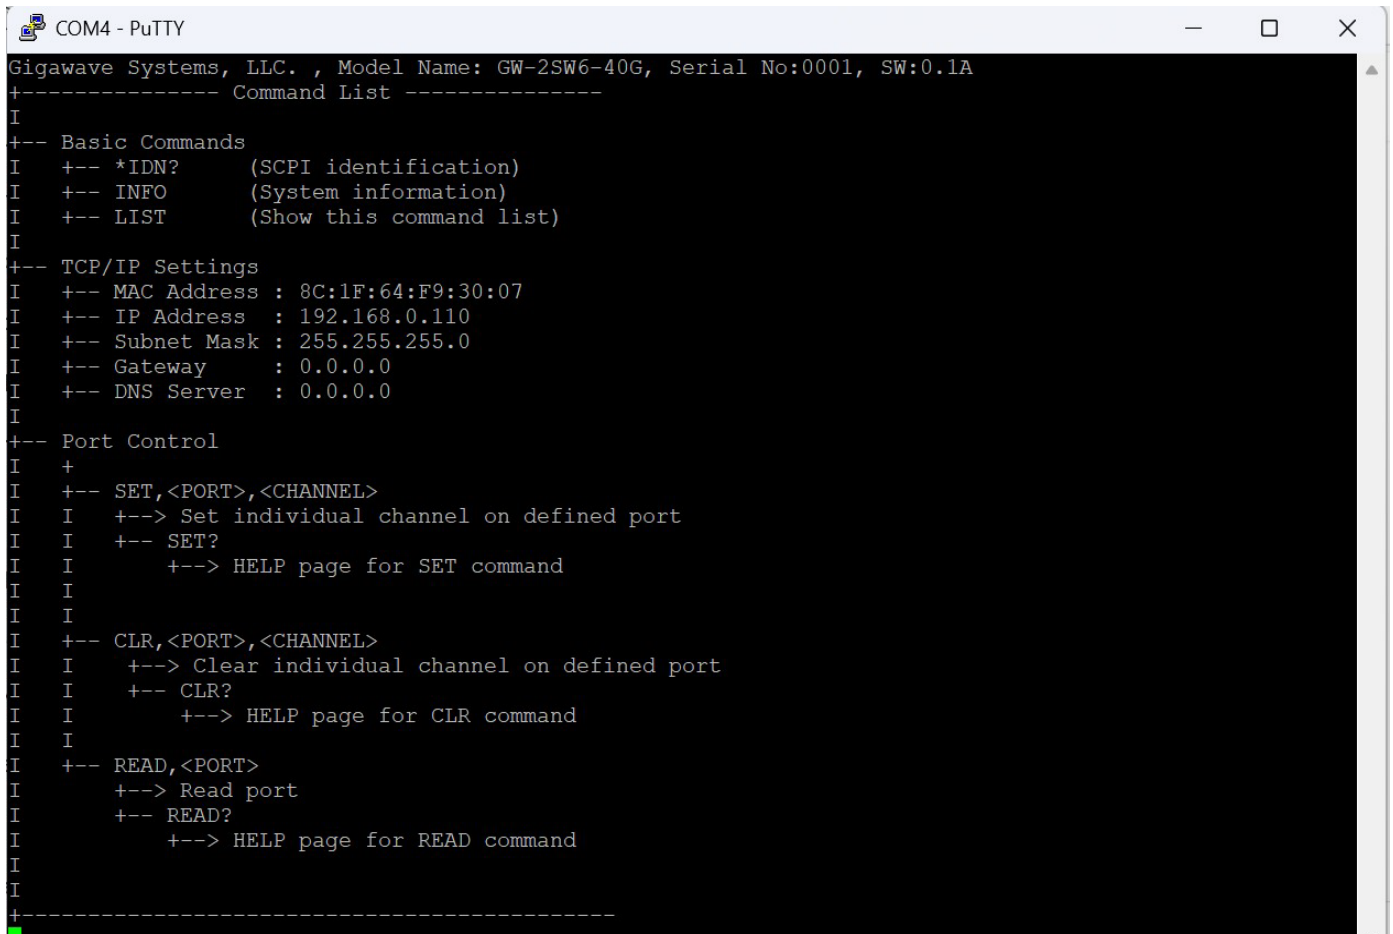 COM4 - PuTTY
Gigawave Systems, LLC. , Model Name: GW-2SW6-40G, Serial No:0001, SW:0.1A
+--------------- Command List ---------------
I
+-- Basic Commands
I   +-- *IDN?     (SCPI identification)
I   +-- INFO      (System information)
I   +-- LIST      (Show this command list)
I
+-- TCP/IP Settings
I   +-- MAC Address : 8C:1F:64:F9:30:07
I   +-- IP Address  : 192.168.0.110
I   +-- Subnet Mask : 255.255.255.0
I   +-- Gateway     : 0.0.0.0
I   +-- DNS Server  : 0.0.0.0
I
+-- Port Control
I   +
I   +-- SET,<PORT>,<CHANNEL>
I   I   +--> Set individual channel on defined port
I   I   +-- SET?
I   I       +--> HELP page for SET command
I   I
I   I
I   +-- CLR,<PORT>,<CHANNEL>
I   I    +--> Clear individual channel on defined port
I   I    +-- CLR?
I   I        +--> HELP page for CLR command
I   I
I   +-- READ,<PORT>
I       +--> Read port
I       +-- READ?
I           +--> HELP page for READ command
I
I
+---------------------------------------------